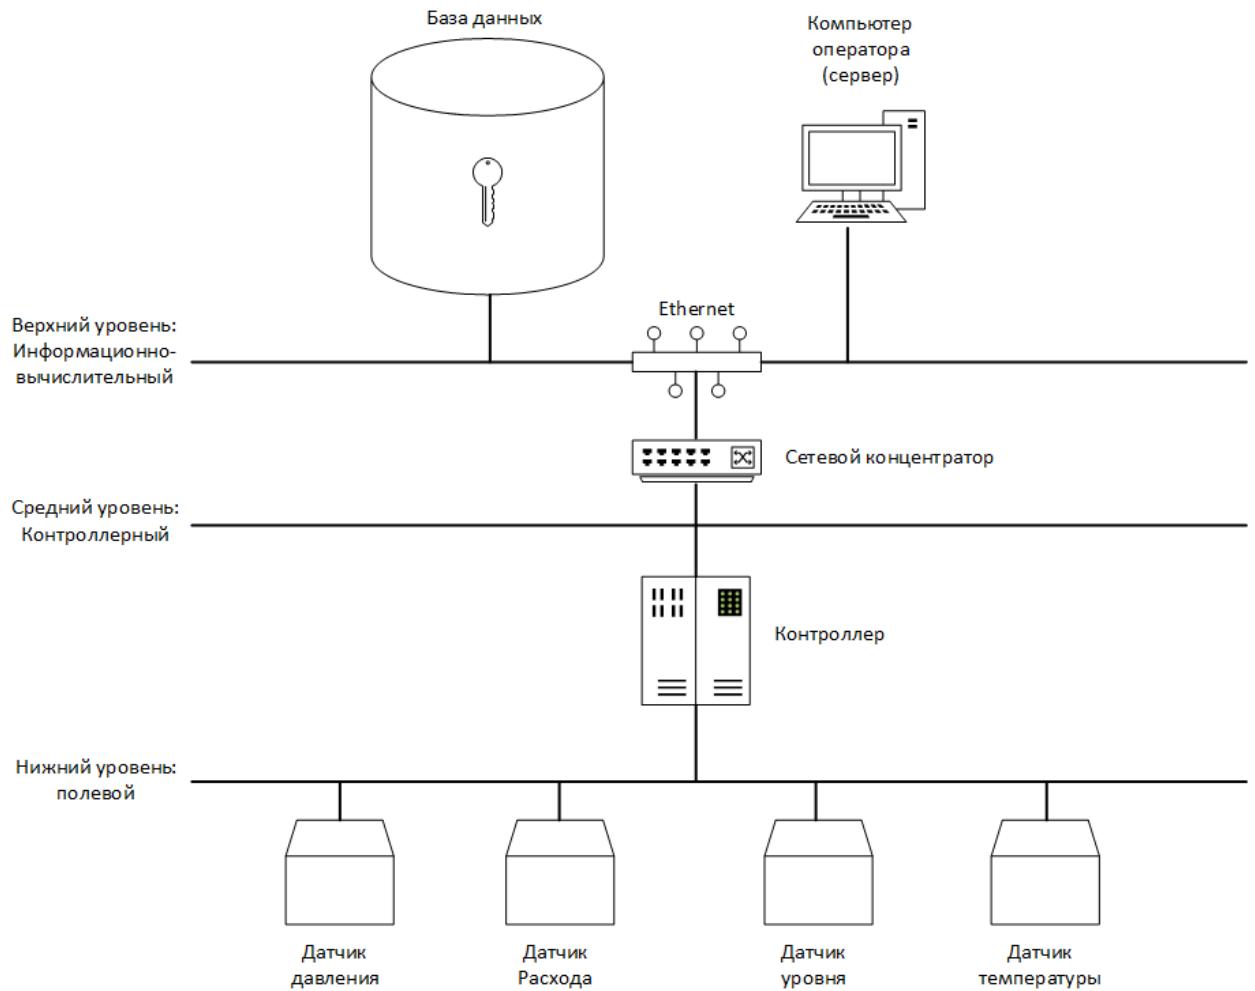 База данных
Компьютер
оператора
(сервер)
Ethernet
Верхний уровень:
Информационно-
вычислительный
Сетевой концентратор
Средний уровень:
Контроллерный
Контроллер
Нижний уровень:
полевой
Датчик
давления
Датчик
Расхода
Датчик
уровня
Датчик
температуры